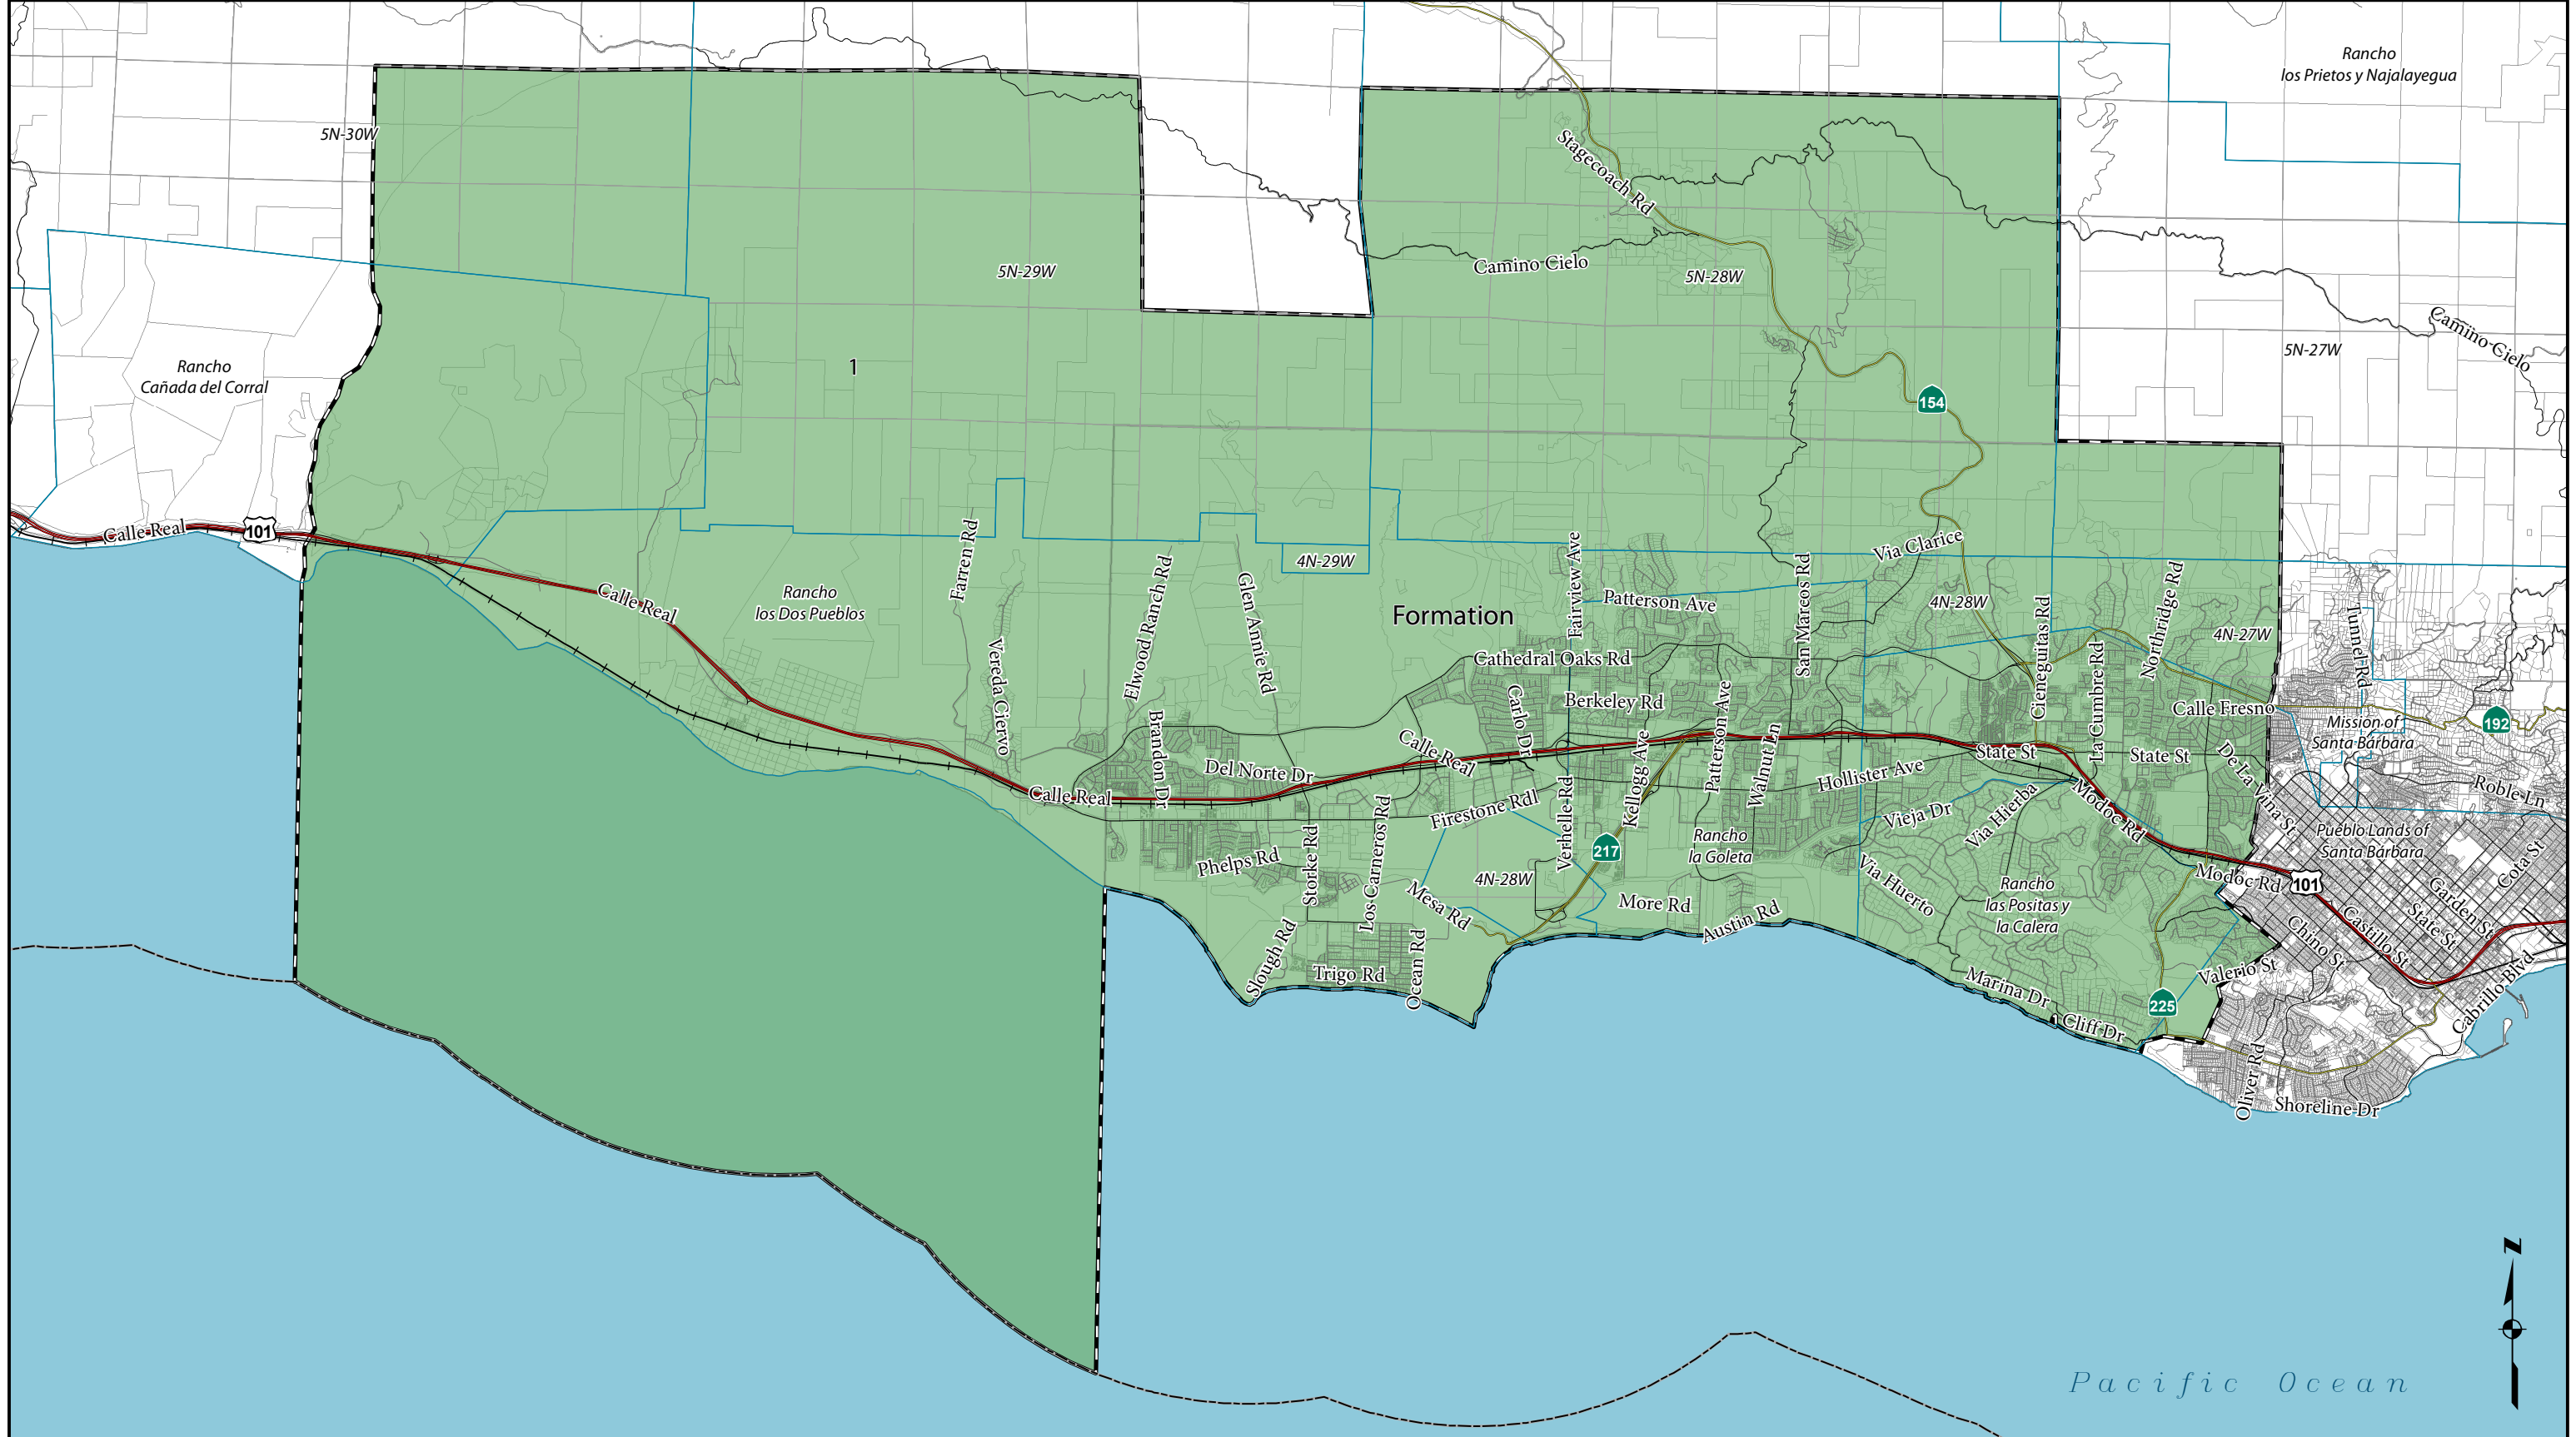 Rancho
los Prietos y Najalayegua
5N-30W
Stagecoach Rd
Camino Cielo
5N-29W
5N-28W
Camino Cielo
5N-27W
Rancho
Cañada del Corral
1
154
Calle Real
101
Farren Rd
Elwood Ranch Rd
Glen Annie Rd
4N-29W
Fairview Ave
Via Clarice
San Marcos Rd
Calle Real
Rancho
los Dos Pueblos
Formation
Patterson Ave
4N-28W
Cieneguitas Rd
Northridge Rd
4N-27W
Tunnel Rd
Vereda Ciervo
Cathedral Oaks Rd
La Cumbre Rd
Carlo Dr
Berkeley Rd
Patterson Ave
Calle Fresno
192
Mission of
Santa Bárbara
Brandon Dr
Calle Real
Kellogg Ave
Walnut Ln
State St
State St
De La Vina St
Del Norte Dr
Hollister Ave
Calle Real
Firestone Rdl
Verhelle Rd
Vieja Dr
Via Hierba
Modoc Rd
Roble Ln
Pueblo Lands of
Santa Bárbara
217
Rancho
la Goleta
Phelps Rd
Storke Rd
Los Carneros Rd
4N-28W
Mesa Rd
More Rd
Austin Rd
Via Huerto
Rancho
las Positas y
la Calera
Modoc Rd
101
Cota St
Garden St
State St
Castillo St
Chino St
Slough Rd
Trigo Rd
Ocean Rd
Marina Dr
Valerio St
225
Cliff Dr
Cabrillo Blvd
Oliver Rd
Shoreline Dr
N
Pacific Ocean